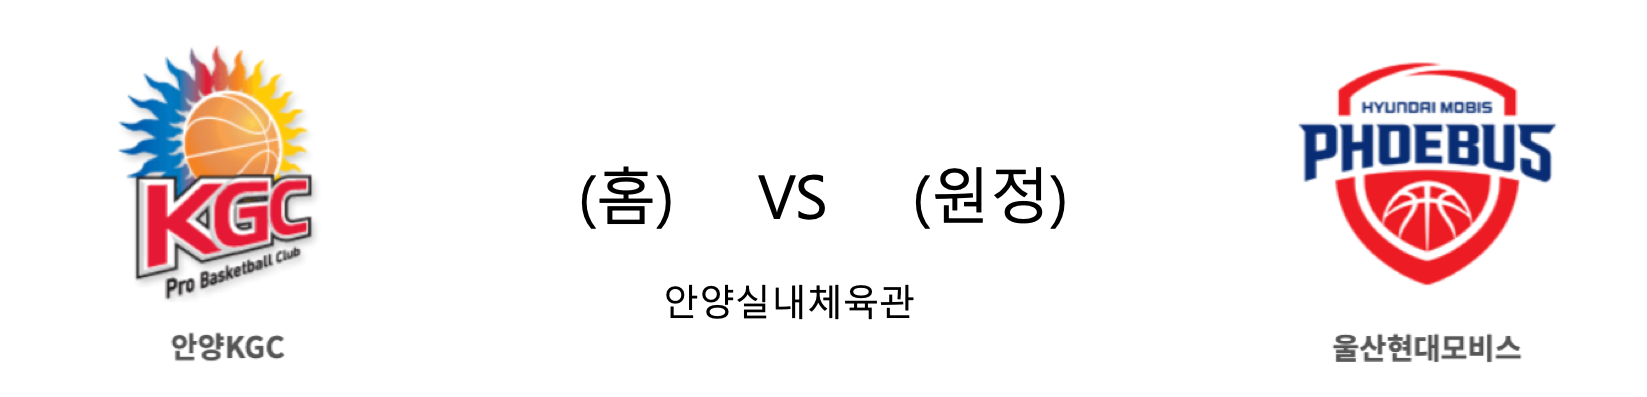 KGC
Pro Basketball Club
안양KGC
(홈) VS (원정)
안양실내체육관
HYUNDAI MOBIS
PHOEBUS
울산현대모비스